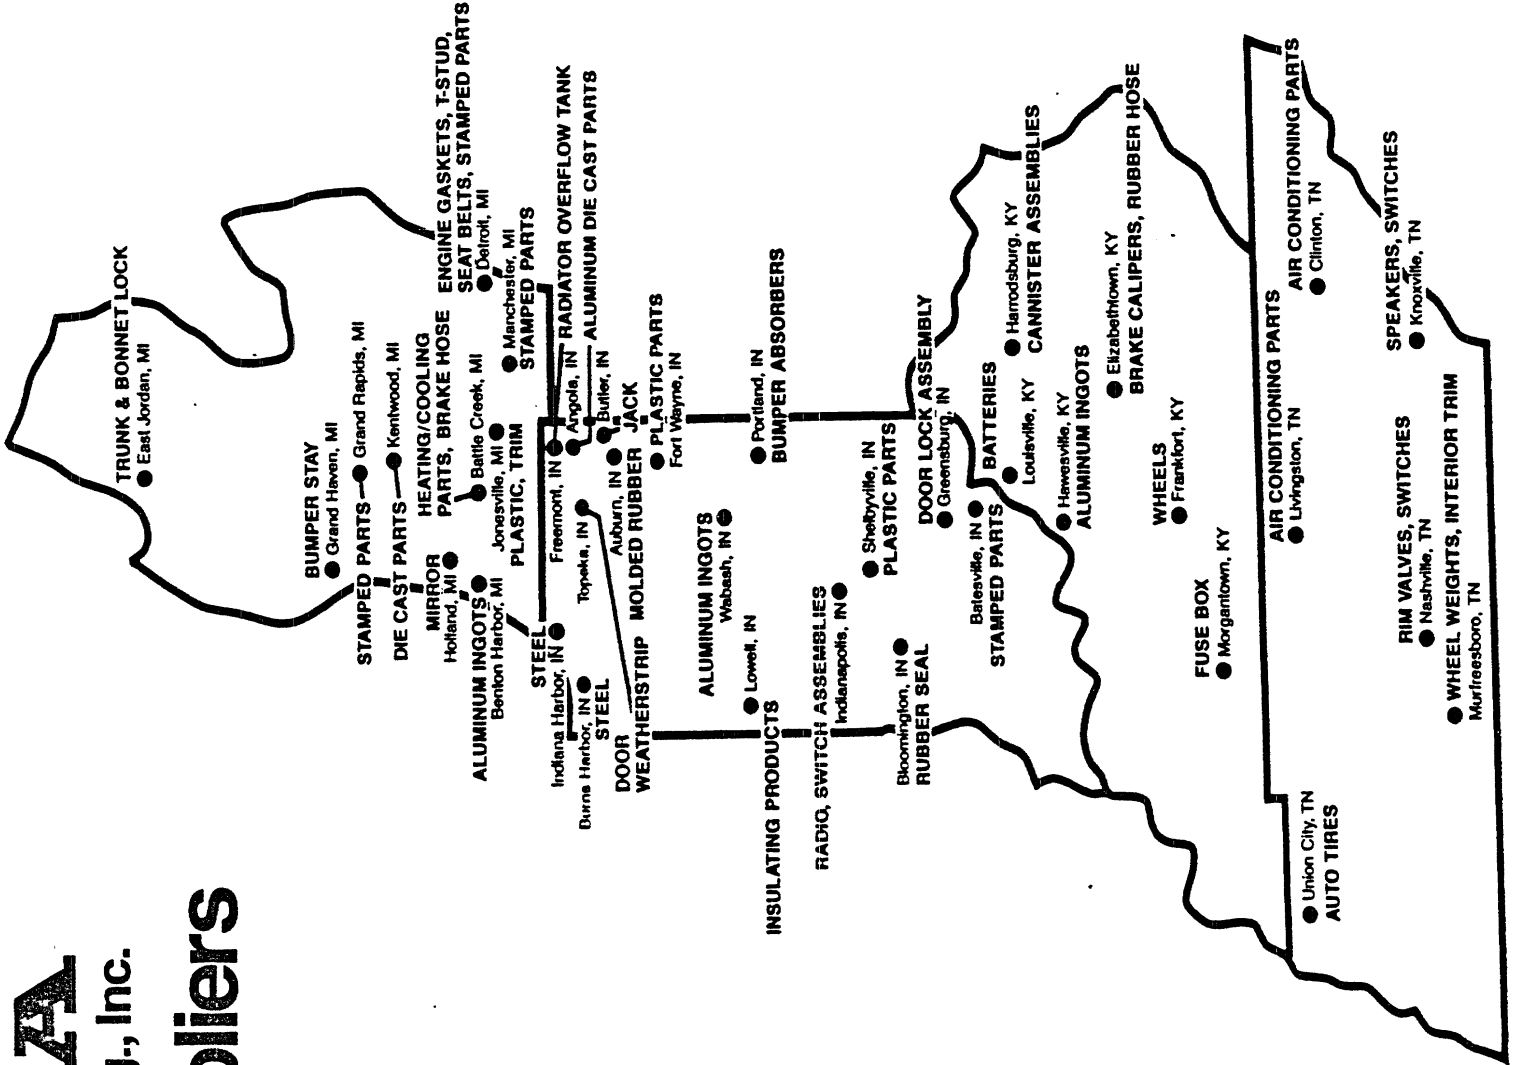 A
., Inc.
pliers
TRUNK & BONNET LOCK
East Jordan, MI
BUMPER STAY
Grand Haven, MI
STAMPED PARTS
Grand Rapids, MI
DIE CAST PARTS
Kentwood, MI
HEATING/COOLING
PARTS, BRAKE HOSE
Battle Creek, MI
ENGINE GASKETS, T-STUD,
SEAT BELTS, STAMPED PARTS
Detroit, MI
MIRROR
Holland, MI
ALUMINUM INGOTS
Benton Harbor, MI
Jonesville, MI
PLASTIC, TRIM
Manchester, MI
STAMPED PARTS
STEEL
Indiana Harbor, IN
Freemont, IN
RADIATOR OVERFLOW TANK
Angola, IN
ALUMINUM DIE CAST PARTS
Burns Harbor, IN
STEEL
Topeka, IN
Butler, IN
DOOR
WEATHERSTRIP
Auburn, IN
MOLDED RUBBER
JACK
PLASTIC PARTS
Fort Wayne, IN
ALUMINUM INGOTS
Wabash, IN
Lowell, IN
INSULATING PRODUCTS
Portland, IN
BUMPER ABSORBERS
RADIO, SWITCH ASSEMBLIES
Indianapolis, IN
Shelbyville, IN
PLASTIC PARTS
Bloomington, IN
RUBBER SEAL
DOOR LOCK ASSEMBLY
Greensburg, IN
Batesville, IN
STAMPED PARTS
BATTERIES
Louisville, KY
Harrodsburg, KY
CANNISTER ASSEMBLIES
Hawesville, KY
ALUMINUM INGOTS
Elizabethtown, KY
BRAKE CALIPERS, RUBBER HOSE
WHEELS
Frankfort, KY
FUSE BOX
Morgantown, KY
AIR CONDITIONING PARTS
Livingston, TN
AIR CONDITIONING PARTS
Clinton, TN
Union City, TN
AUTO TIRES
SPEAKERS, SWITCHES
Knoxville, TN
RIM VALVES, SWITCHES
Nashville, TN
WHEEL WEIGHTS, INTERIOR TRIM
Murfreesboro, TN